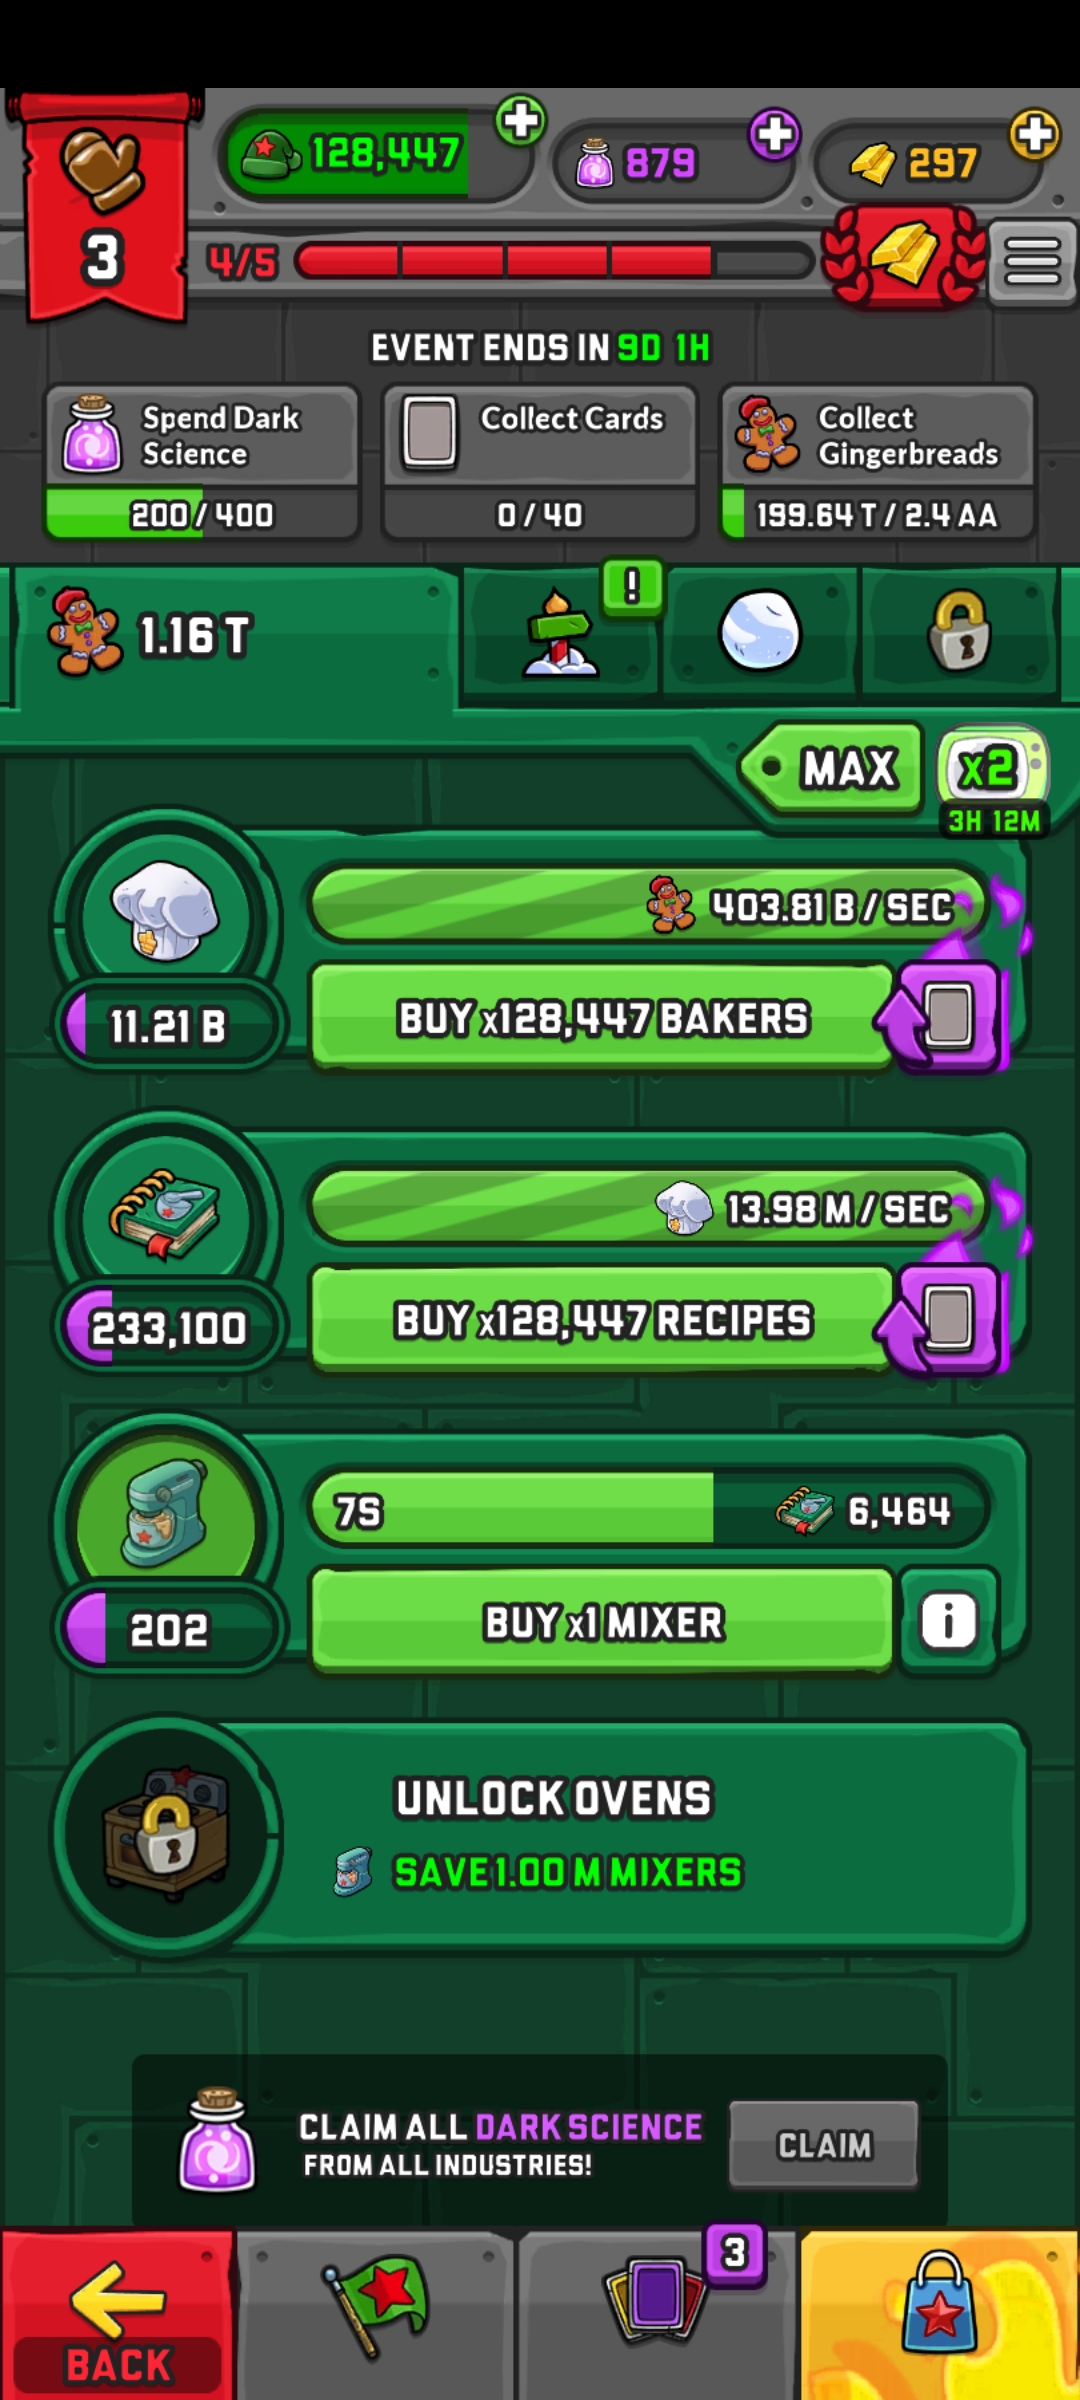 128,447
879
297
3
4/5
EVENT ENDS IN 9D 1H
Spend Dark
Science
200 / 400
Collect Cards
0 / 40
Collect
Gingerbreads
199.64 T / 2.4 AA
1.16 T
!
MAX
x2
3H 12M
403.81 B / SEC
11.21 B
BUY x128,447 BAKERS
13.98 M / SEC
233,100
BUY x128,447 RECIPES
7S
6,464
202
BUY x1 MIXER
i
UNLOCK OVENS
SAVE 1.00 M MIXERS
CLAIM ALL DARK SCIENCE
FROM ALL INDUSTRIES!
CLAIM
3
BACK